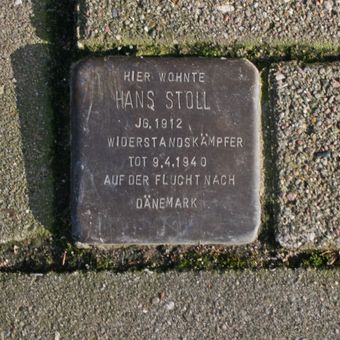 HIER WOHNTE
HANS STOLL
JG. 1912
WIDERSTANDSKÄMPFER
TOT 9.4.1940
AUF DER FLUCHT NACH
DÄNEMARK